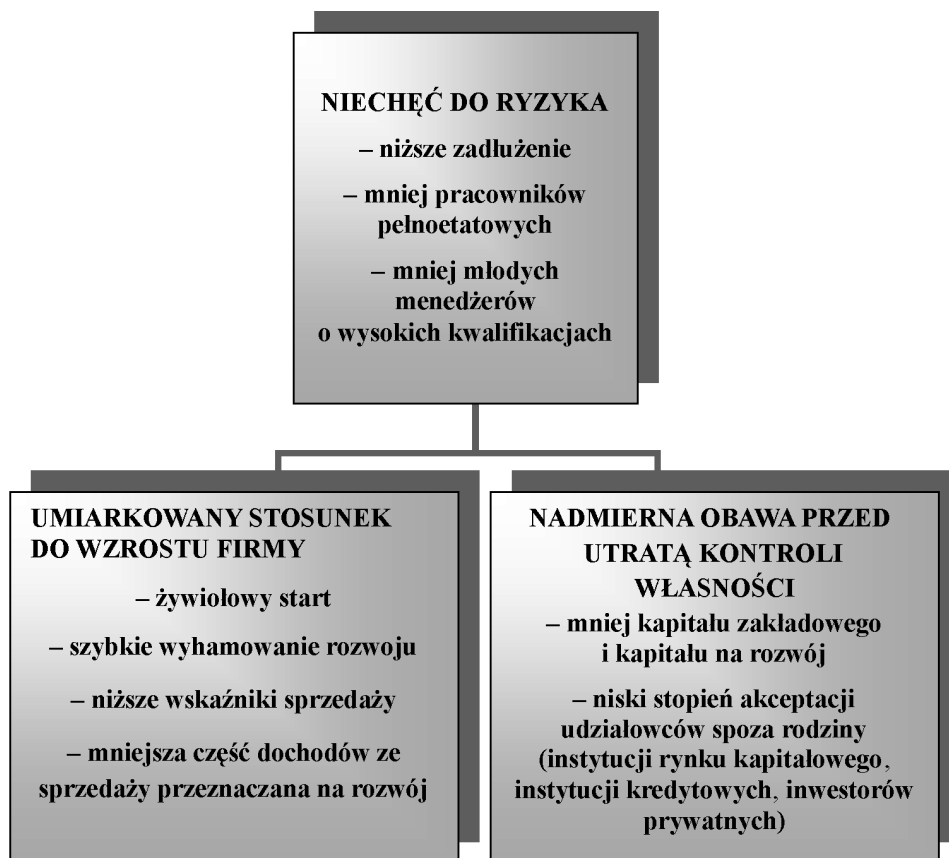 NIECHĘĆ DO RYZYKA
– niższe zadłużenie
– mniej pracowników
pełnoetatowych
– mniej młodych
menedżerów
o wysokich kwalifikacjach
UMIARKOWANY STOSUNEK
DO WZROSTU FIRMY
– żywiołowy start
– szybkie wyhamowanie rozwoju
– niższe wskaźniki sprzedaży
– mniejsza część dochodów ze
sprzedaży przeznaczana na rozwój
NADMIERNA OBAWA PRZED
UTRATĄ KONTROLI
WŁASNOŚCI
– mniej kapitału zakładowego
i kapitału na rozwój
– niski stopień akceptacji
udziałowców spoza rodziny
(instytucji rynku kapitałowego,
instytucji kredytowych, inwestorów
prywatnych)